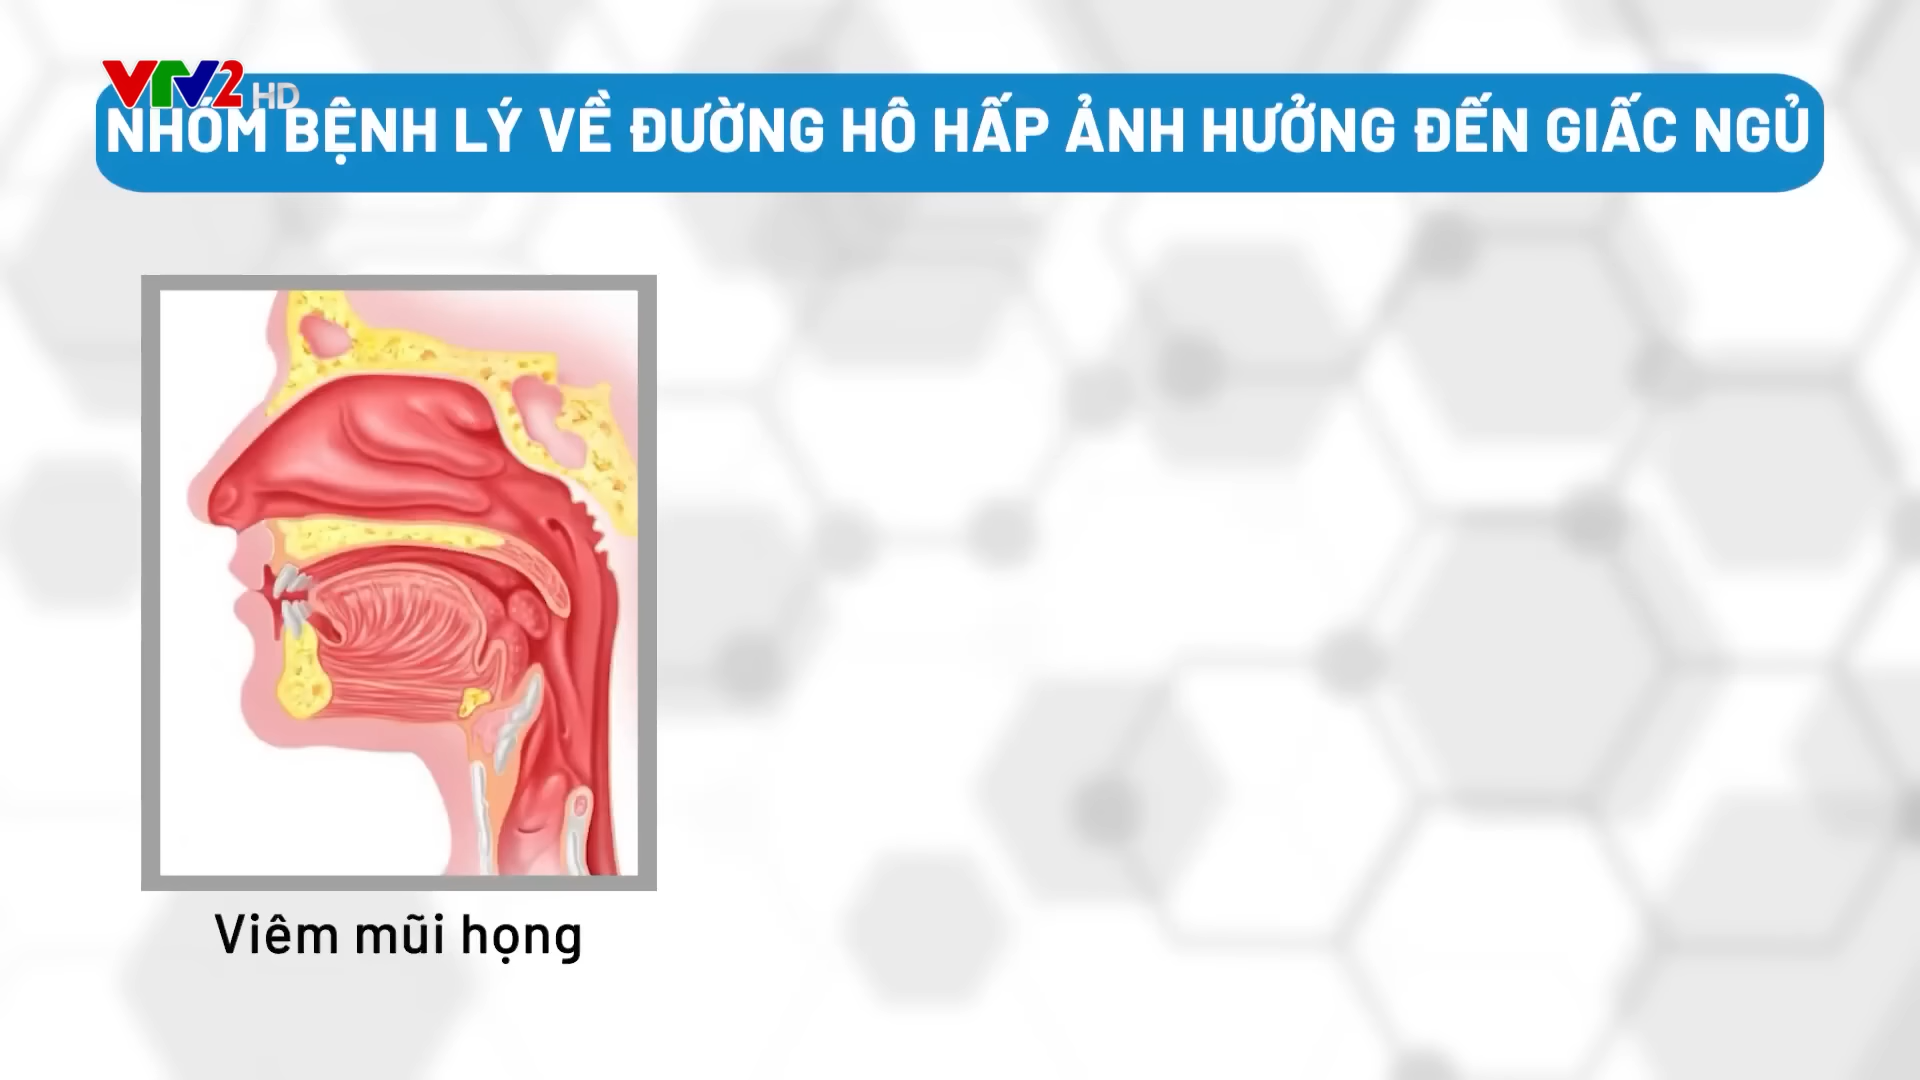 VTV2 HD
NHÓM BỆNH LÝ VỀ ĐƯỜNG HÔ HẤP ẢNH HƯỞNG ĐẾN GIẤC NGỦ
Viêm mũi họng